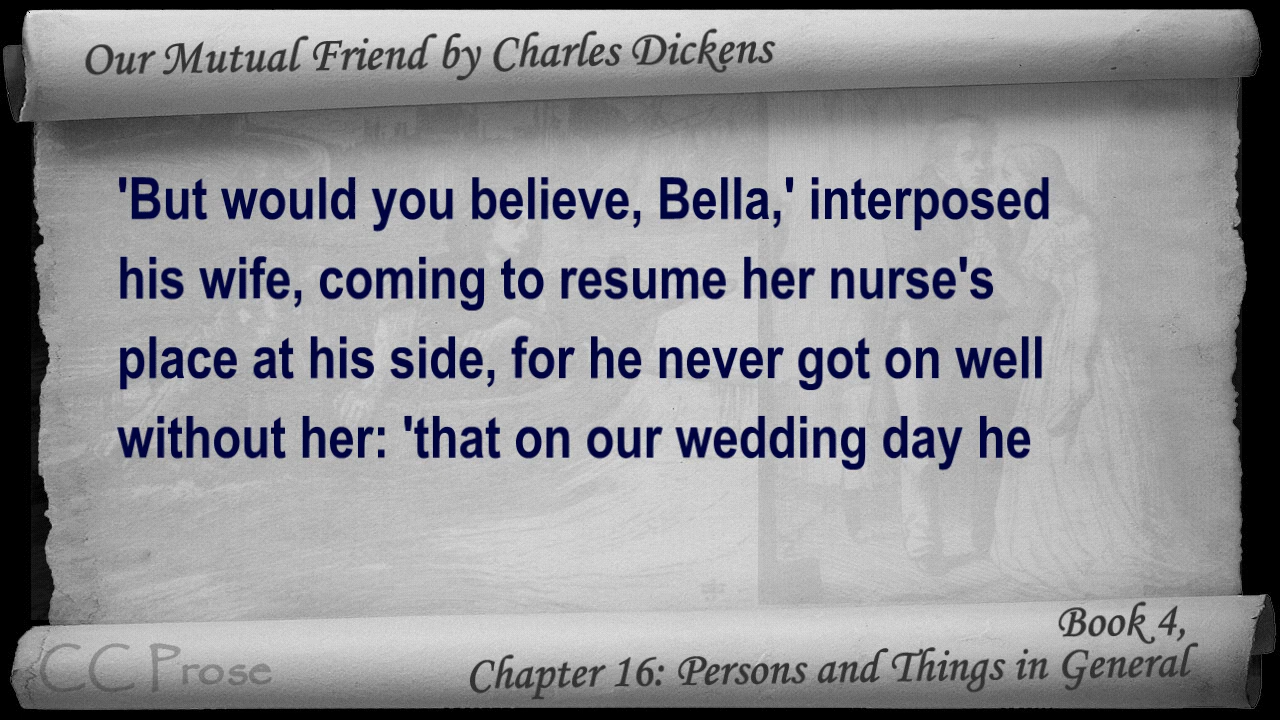 Our Mutual Friend by Charles Dickens
'But would you believe, Bella,' interposed
his wife, coming to resume her nurse's
place at his side, for he never got on well
without her: 'that on our wedding day he
Book 4,
CC Prose
Chapter 16: Persons and Things in General